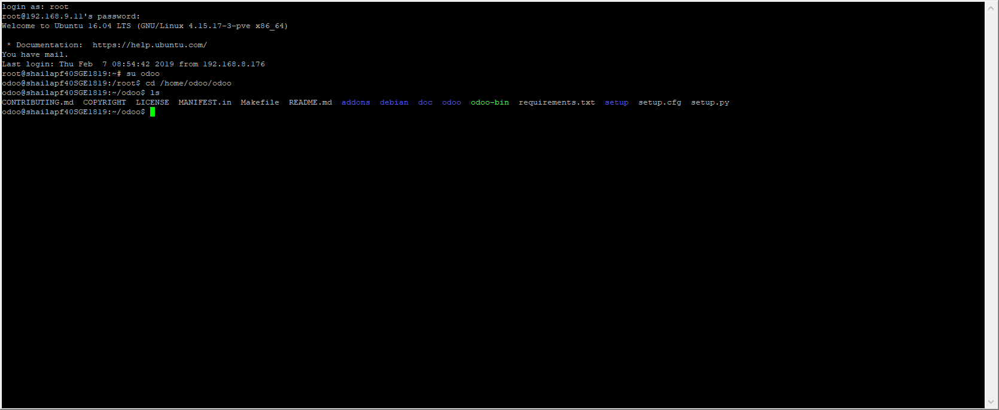 login as: root
root@192.168.9.11's password:
Welcome to Ubuntu 16.04 LTS (GNU/Linux 4.15.17-3-pve x86_64)
 * Documentation:  https://help.ubuntu.com/
You have mail.
Last login: Thu Feb  7 08:54:42 2019 from 192.168.8.176
root@shailapf40SGE1819:~# su odoo
odoo@shailapf40SGE1819:/root$ cd /home/odoo/odoo
odoo@shailapf40SGE1819:~/odoo$ ls
CONTRIBUTING.md  COPYRIGHT  LICENSE  MANIFEST.in  Makefile  README.md  addons  debian  doc  odoo  odoo-bin  requirements.txt  setup  setup.cfg  setup.py
odoo@shailapf40SGE1819:~/odoo$